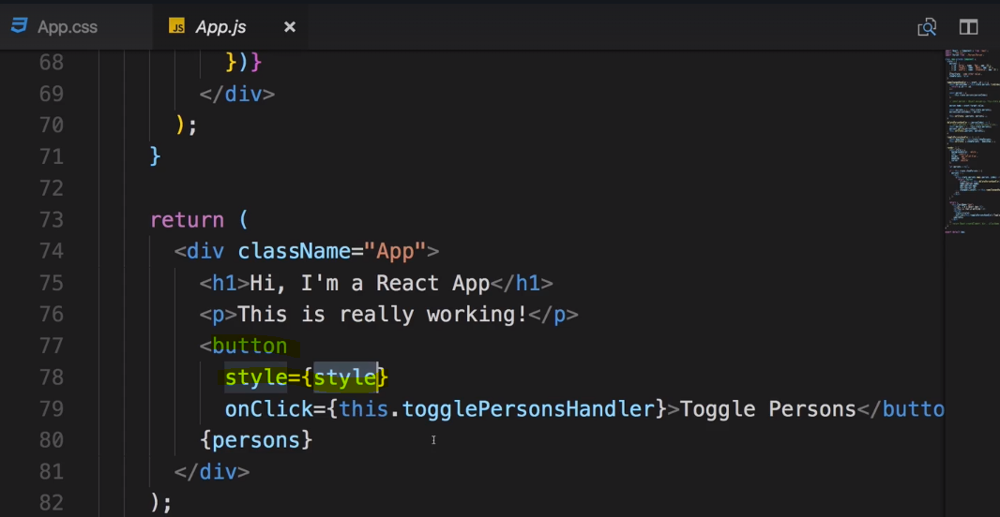 App.css
JS App.js ×
68 })}
69 </div>
70 );
71 }
72
73 return (
74 <div className="App">
75 <h1>Hi, I'm a React App</h1>
76 <p>This is really working!</p>
77 <button
78 style={style}
79 onClick={this.togglePersonsHandler}>Toggle Persons</butto
80 {persons}
81 </div>
82 );